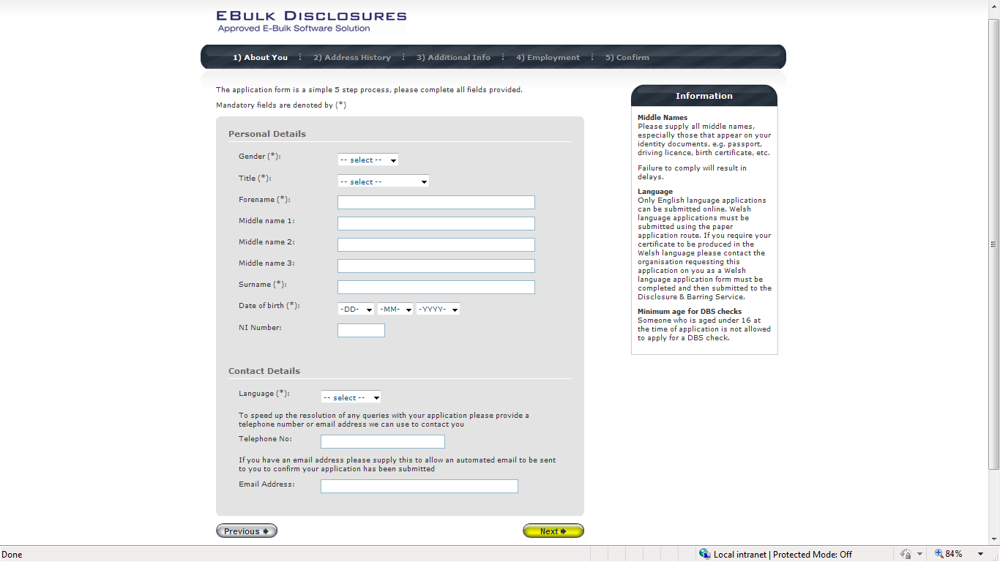 EBULK DISCLOSURES
Approved E-Bulk Software Solution
1) About You ⋮ 2) Address History ⋮ 3) Additional Info ⋮ 4) Employment ⋮ 5) Confirm
The application form is a simple 5 step process, please complete all fields provided.
Mandatory fields are denoted by (*)
Personal Details
Gender (*): -- select --
Title (*): -- select --
Forename (*):
Middle name 1:
Middle name 2:
Middle name 3:
Surname (*):
Date of birth (*): -DD- -MM- -YYYY-
NI Number:
Contact Details
Language (*): -- select --
To speed up the resolution of any queries with your application please provide a
telephone number or email address we can use to contact you
Telephone No:
If you have an email address please supply this to allow an automated email to be sent
to you to confirm your application has been submitted
Email Address:
Previous
Next
Information
Middle Names
Please supply all middle names,
especially those that appear on your
identity documents, e.g. passport,
driving licence, birth certificate, etc.
Failure to comply will result in
delays.
Language
Only English language applications
can be submitted online. Welsh
language applications must be
submitted using the paper
application route. If you require your
certificate to be produced in the
Welsh language please contact the
organisation requesting this
application on you as a Welsh
language application form must be
completed and then submitted to the
Disclosure & Barring Service.
Minimum age for DBS checks
Someone who is aged under 16 at
the time of application is not allowed
to apply for a DBS check.
Done
Local intranet | Protected Mode: Off
84%